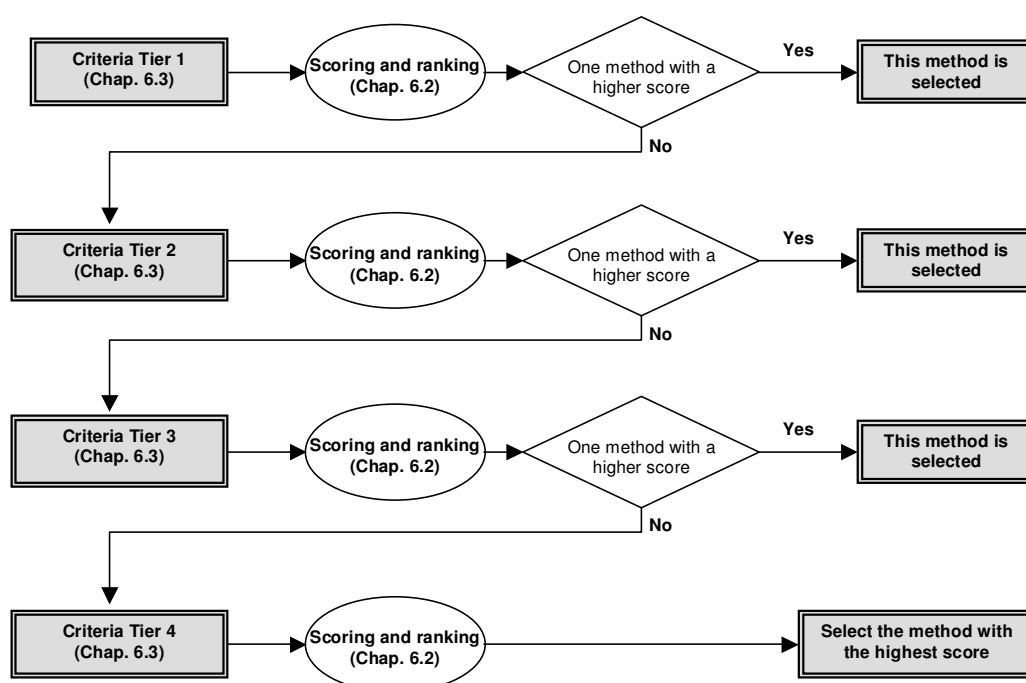 Criteria Tier 1
(Chap. 6.3)
Scoring and ranking
(Chap. 6.2)
One method with a
higher score
Yes
This method is
selected
No
Criteria Tier 2
(Chap. 6.3)
Scoring and ranking
(Chap. 6.2)
One method with a
higher score
Yes
This method is
selected
No
Criteria Tier 3
(Chap. 6.3)
Scoring and ranking
(Chap. 6.2)
One method with a
higher score
Yes
This method is
selected
No
Criteria Tier 4
(Chap. 6.3)
Scoring and ranking
(Chap. 6.2)
Select the method with
the highest score